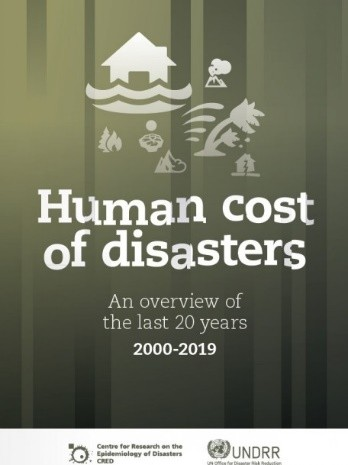 Human cost
of disasters
An overview of
the last 20 years
2000-2019
Centre for Research on the
Epidemiology of Disasters
CRED
UNDRR
UN Office for Disaster Risk Reduction